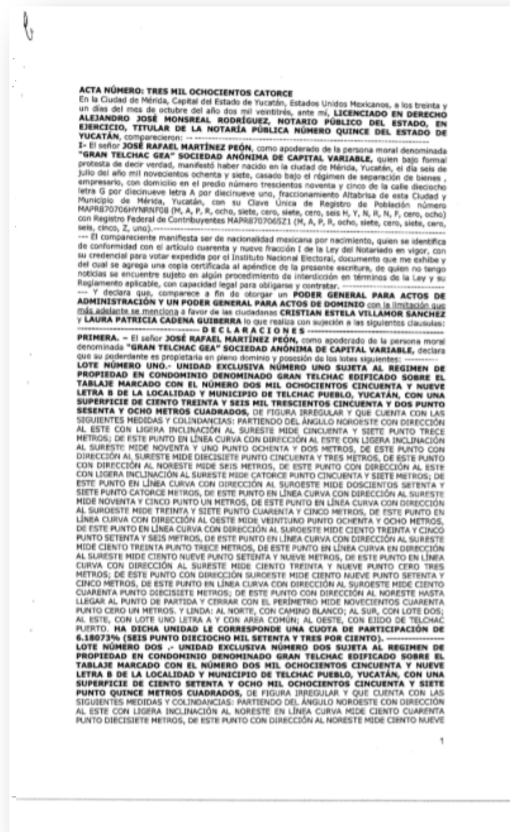 ACTA NÚMERO: TRES MIL OCHOCIENTOS CATORCE
En la Ciudad de Mérida, Capital del Estado de Yucatán, Estados Unidos Mexicanos, a los treinta y
un días del mes de octubre del año dos mil veintitrés, ante mí, LICENCIADO EN DERECHO
ALEJANDRO JOSÉ MONSREAL RODRÍGUEZ, NOTARIO PÚBLICO DEL ESTADO, EN
EJERCICIO, TITULAR DE LA NOTARÍA PÚBLICA NÚMERO QUINCE DEL ESTADO DE
YUCATÁN, comparecieron: ---
I- El señor JOSÉ RAFAEL MARTÍNEZ PEÓN, como apoderado de la persona moral denominada
"GRAN TELCHAC GEA" SOCIEDAD ANÓNIMA DE CAPITAL VARIABLE, quien bajo formal
protesta de decir verdad, manifestó haber nacido en la ciudad de Mérida, Yucatán, el día seis de
julio del año mil novecientos ochenta y siete, casado bajo el régimen de separación de bienes ,
empresario, con domicilio en el predio número trescientos noventa y cinco de la calle dieciocho
letra G por diecinueve letra A por diecinueve uno, fraccionamiento Altabrisa de esta Ciudad y
Municipio de Mérida, Yucatán, con su Clave Única de Registro de Población número
MAPR870706HYNRNF08 (M, A, P, R, ocho, siete, cero, siete, cero, seis H, Y, N, R, N, F, cero, ocho)
con Registro Federal de Contribuyentes MAPR870706SZ1 (M, A, P, R, ocho, siete, cero, siete, cero,
seis, cinco, Z, uno).---
--- El compareciente manifiesta ser de nacionalidad mexicana por nacimiento, quien se identifica
de conformidad con el artículo cuarenta y nueve fracción I de la Ley del Notariado en vigor, con
su credencial para votar expedida por el Instituto Nacional Electoral, documento que me exhibe y
del cual se agrega una copia certificada al apéndice de la presente escritura, de quien no tengo
noticias se encuentre sujeto en algún procedimiento de interdicción en términos de la Ley y su
Reglamento aplicable, con capacidad legal para obligarse y contratar. ---
--- Y declara que, comparece a fin de otorgar un PODER GENERAL PARA ACTOS DE
ADMINISTRACIÓN Y UN PODER GENERAL PARA ACTOS DE DOMINIO con la limitación que
más adelante se menciona a favor de las ciudadanas CRISTIAN ESTELA VILLAMOR SANCHEZ
y LAURA PATRICIA CADENA GUIBERRA lo que realiza con sujeción a las siguientes clausulas:
--- D E C L A R A C I O N E S ---
PRIMERA. – El señor JOSÉ RAFAEL MARTÍNEZ PEÓN, como apoderado de la persona moral
denominada "GRAN TELCHAC GEA" SOCIEDAD ANÓNIMA DE CAPITAL VARIABLE, declara
que su poderdante es propietaria en pleno dominio y posesión de los lotes siguientes: ---
LOTE NÚMERO UNO.- UNIDAD EXCLUSIVA NÚMERO UNO SUJETA AL REGIMEN DE
PROPIEDAD EN CONDOMINIO DENOMINADO GRAN TELCHAC EDIFICADO SOBRE EL
TABLAJE MARCADO CON EL NÚMERO DOS MIL OCHOCIENTOS CINCUENTA Y NUEVE
LETRA B DE LA LOCALIDAD Y MUNICIPIO DE TELCHAC PUEBLO, YUCATÁN, CON UNA
SUPERFICIE DE CIENTO TREINTA Y SEIS MIL TRESCIENTOS CINCUENTA Y DOS PUNTO
SESENTA Y OCHO METROS CUADRADOS, DE FIGURA IRREGULAR Y QUE CUENTA CON LAS
SIGUIENTES MEDIDAS Y COLINDANCIAS: PARTIENDO DEL ÁNGULO NOROESTE CON DIRECCIÓN
AL ESTE CON LIGERA INCLINACIÓN AL SURESTE MIDE CINCUENTA Y SIETE PUNTO TRECE
METROS; DE ESTE PUNTO EN LÍNEA CURVA CON DIRECCIÓN AL ESTE CON LIGERA INCLINACIÓN
AL SURESTE MIDE NOVENTA Y UNO PUNTO OCHENTA Y DOS METROS, DE ESTE PUNTO CON
DIRECCIÓN AL SURESTE MIDE DIECISIETE PUNTO CINCUENTA Y TRES METROS, DE ESTE PUNTO
CON DIRECCIÓN AL NORESTE MIDE SEIS METROS, DE ESTE PUNTO CON DIRECCIÓN AL ESTE
CON LIGERA INCLINACIÓN AL SURESTE MIDE CATORCE PUNTO CINCUENTA Y SIETE METROS; DE
ESTE PUNTO EN LÍNEA CURVA CON DIRECCIÓN AL SUROESTE MIDE DOSCIENTOS SETENTA Y
SIETE PUNTO CATORCE METROS, DE ESTE PUNTO EN LÍNEA CURVA CON DIRECCIÓN AL SURESTE
MIDE NOVENTA Y CINCO PUNTO UN METROS, DE ESTE PUNTO EN LÍNEA CURVA CON DIRECCIÓN
AL SUROESTE MIDE TREINTA Y SIETE PUNTO CUARENTA Y CINCO METROS, DE ESTE PUNTO EN
LÍNEA CURVA CON DIRECCIÓN AL OESTE MIDE VEINTIUNO PUNTO OCHENTA Y OCHO METROS,
DE ESTE PUNTO EN LÍNEA CURVA CON DIRECCIÓN AL SUROESTE MIDE CIENTO TREINTA Y CINCO
PUNTO SETENTA Y SEIS METROS, DE ESTE PUNTO EN LÍNEA CURVA CON DIRECCIÓN AL SURESTE
MIDE CIENTO TREINTA PUNTO TRECE METROS, DE ESTE PUNTO EN LÍNEA CURVA EN DIRECCIÓN
AL SURESTE MIDE CIENTO NUEVE PUNTO SETENTA Y UN METROS, DE ESTE PUNTO EN LÍNEA
CURVA CON DIRECCIÓN AL SURESTE MIDE CIENTO TREINTA Y NUEVE PUNTO CERO TRES
METROS; DE ESTE PUNTO CON DIRECCIÓN SUROESTE MIDE CIENTO NUEVE PUNTO SETENTA Y
CINCO METROS, DE ESTE PUNTO EN LÍNEA CURVA CON DIRECCIÓN AL SUROESTE MIDE CIENTO
CUARENTA PUNTO DIECISIETE METROS; DE ESTE PUNTO CON DIRECCIÓN AL NORESTE HASTA
LLEGAR AL PUNTO DE PARTIDA Y CERRAR CON EL PERÍMETRO MIDE NOVECIENTOS CUARENTA
PUNTO CERO UN METROS. Y LINDA: AL NORTE, CON CAMINO BLANCO; AL SUR, CON LOTE DOS;
AL ESTE, CON LOTE UNO LETRA A Y CON AREA COMÚN; AL OESTE, CON EJIDO DE TELCHAC
PUERTO. HA DICHA UNIDAD LE CORRESPONDE UNA CUOTA DE PARTICIPACIÓN DE
6.18073% (SEIS PUNTO DIECIOCHO MIL SETENTA Y TRES POR CIENTO). ---
LOTE NÚMERO DOS .- UNIDAD EXCLUSIVA NÚMERO DOS SUJETA AL REGIMEN DE
PROPIEDAD EN CONDOMINIO DENOMINADO GRAN TELCHAC EDIFICADO SOBRE EL
TABLAJE MARCADO CON EL NÚMERO DOS MIL OCHOCIENTOS CINCUENTA Y NUEVE
LETRA B DE LA LOCALIDAD Y MUNICIPIO DE TELCHAC PUEBLO, YUCATÁN, CON UNA
SUPERFICIE DE CIENTO SETENTA Y OCHO MIL OCHOCIENTOS CINCUENTA Y SIETE
PUNTO QUINCE METROS CUADRADOS, DE FIGURA IRREGULAR Y QUE CUENTA CON LAS
SIGUIENTES MEDIDAS Y COLINDANCIAS: PARTIENDO DEL ÁNGULO NOROESTE CON DIRECCIÓN
AL ESTE CON LIGERA INCLINACIÓN AL NORESTE EN LÍNEA CURVA MIDE CIENTO CUARENTA
PUNTO DIECISIETE METROS, DE ESTE PUNTO CON DIRECCIÓN AL NORESTE MIDE CIENTO NUEVE
1